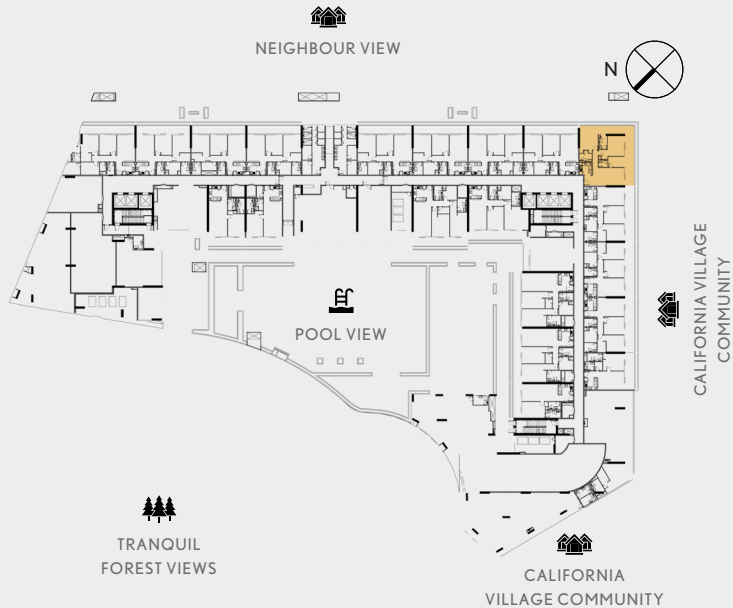 NEIGHBOUR VIEW
N
POOL VIEW
CALIFORNIA VILLAGE
COMMUNITY
TRANQUIL
FOREST VIEWS
CALIFORNIA
VILLAGE COMMUNITY